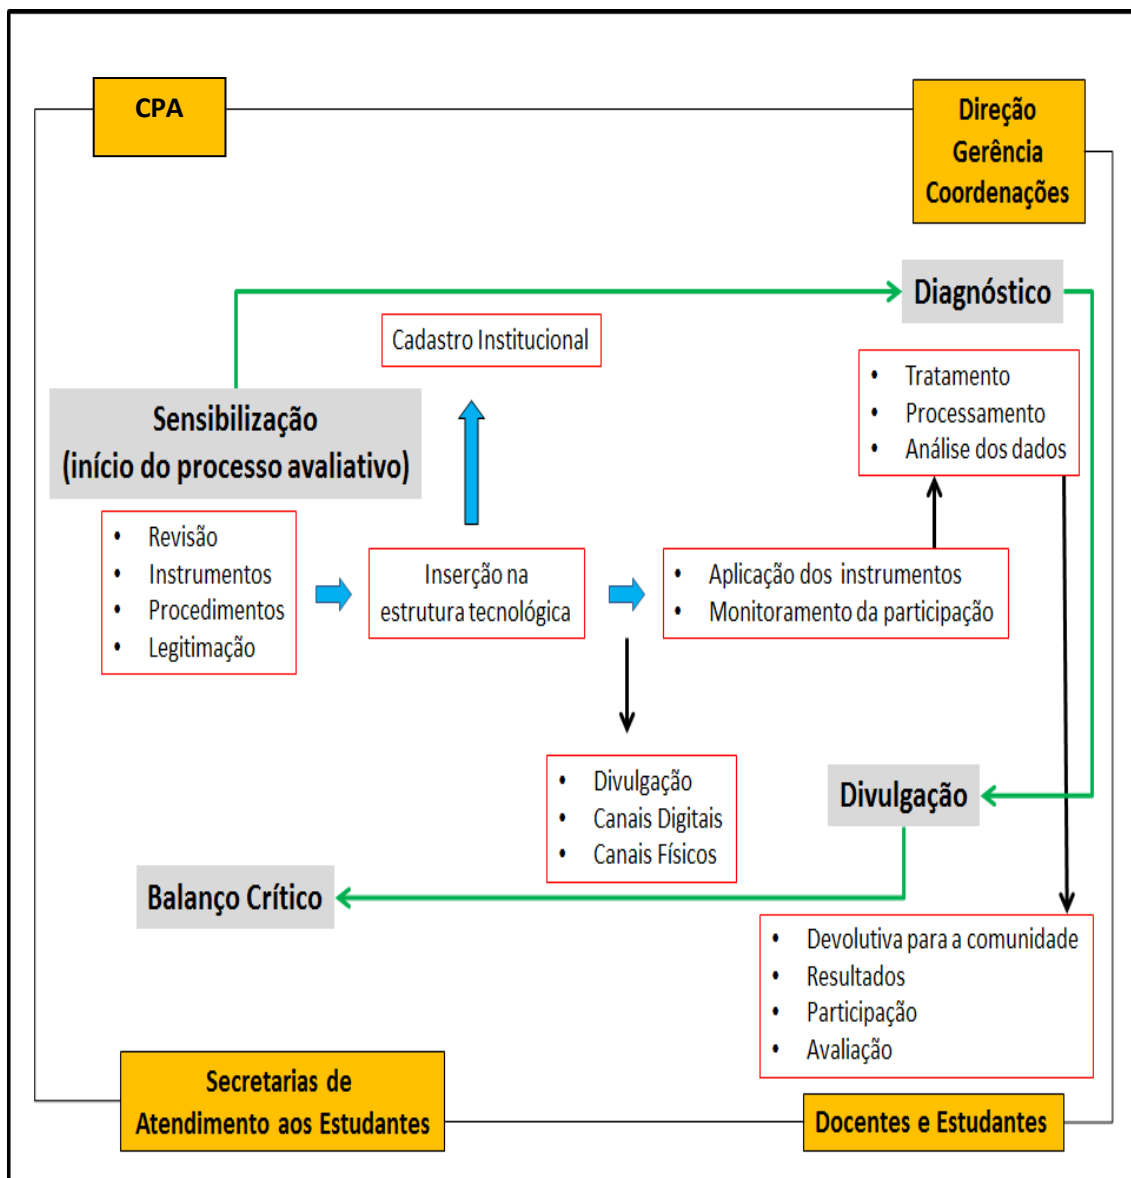 CPA
Direção
Gerência
Coordenações
Diagnóstico
Cadastro Institucional
• Tratamento
• Processamento
• Análise dos dados
Sensibilização
(início do processo avaliativo)
• Revisão
• Instrumentos
• Procedimentos
• Legitimação
Inserção na
estrutura tecnológica
• Aplicação dos instrumentos
• Monitoramento da participação
• Divulgação
• Canais Digitais
• Canais Físicos
Divulgação
Balanço Crítico
• Devolutiva para a comunidade
• Resultados
• Participação
• Avaliação
Secretarias de
Atendimento aos Estudantes
Docentes e Estudantes